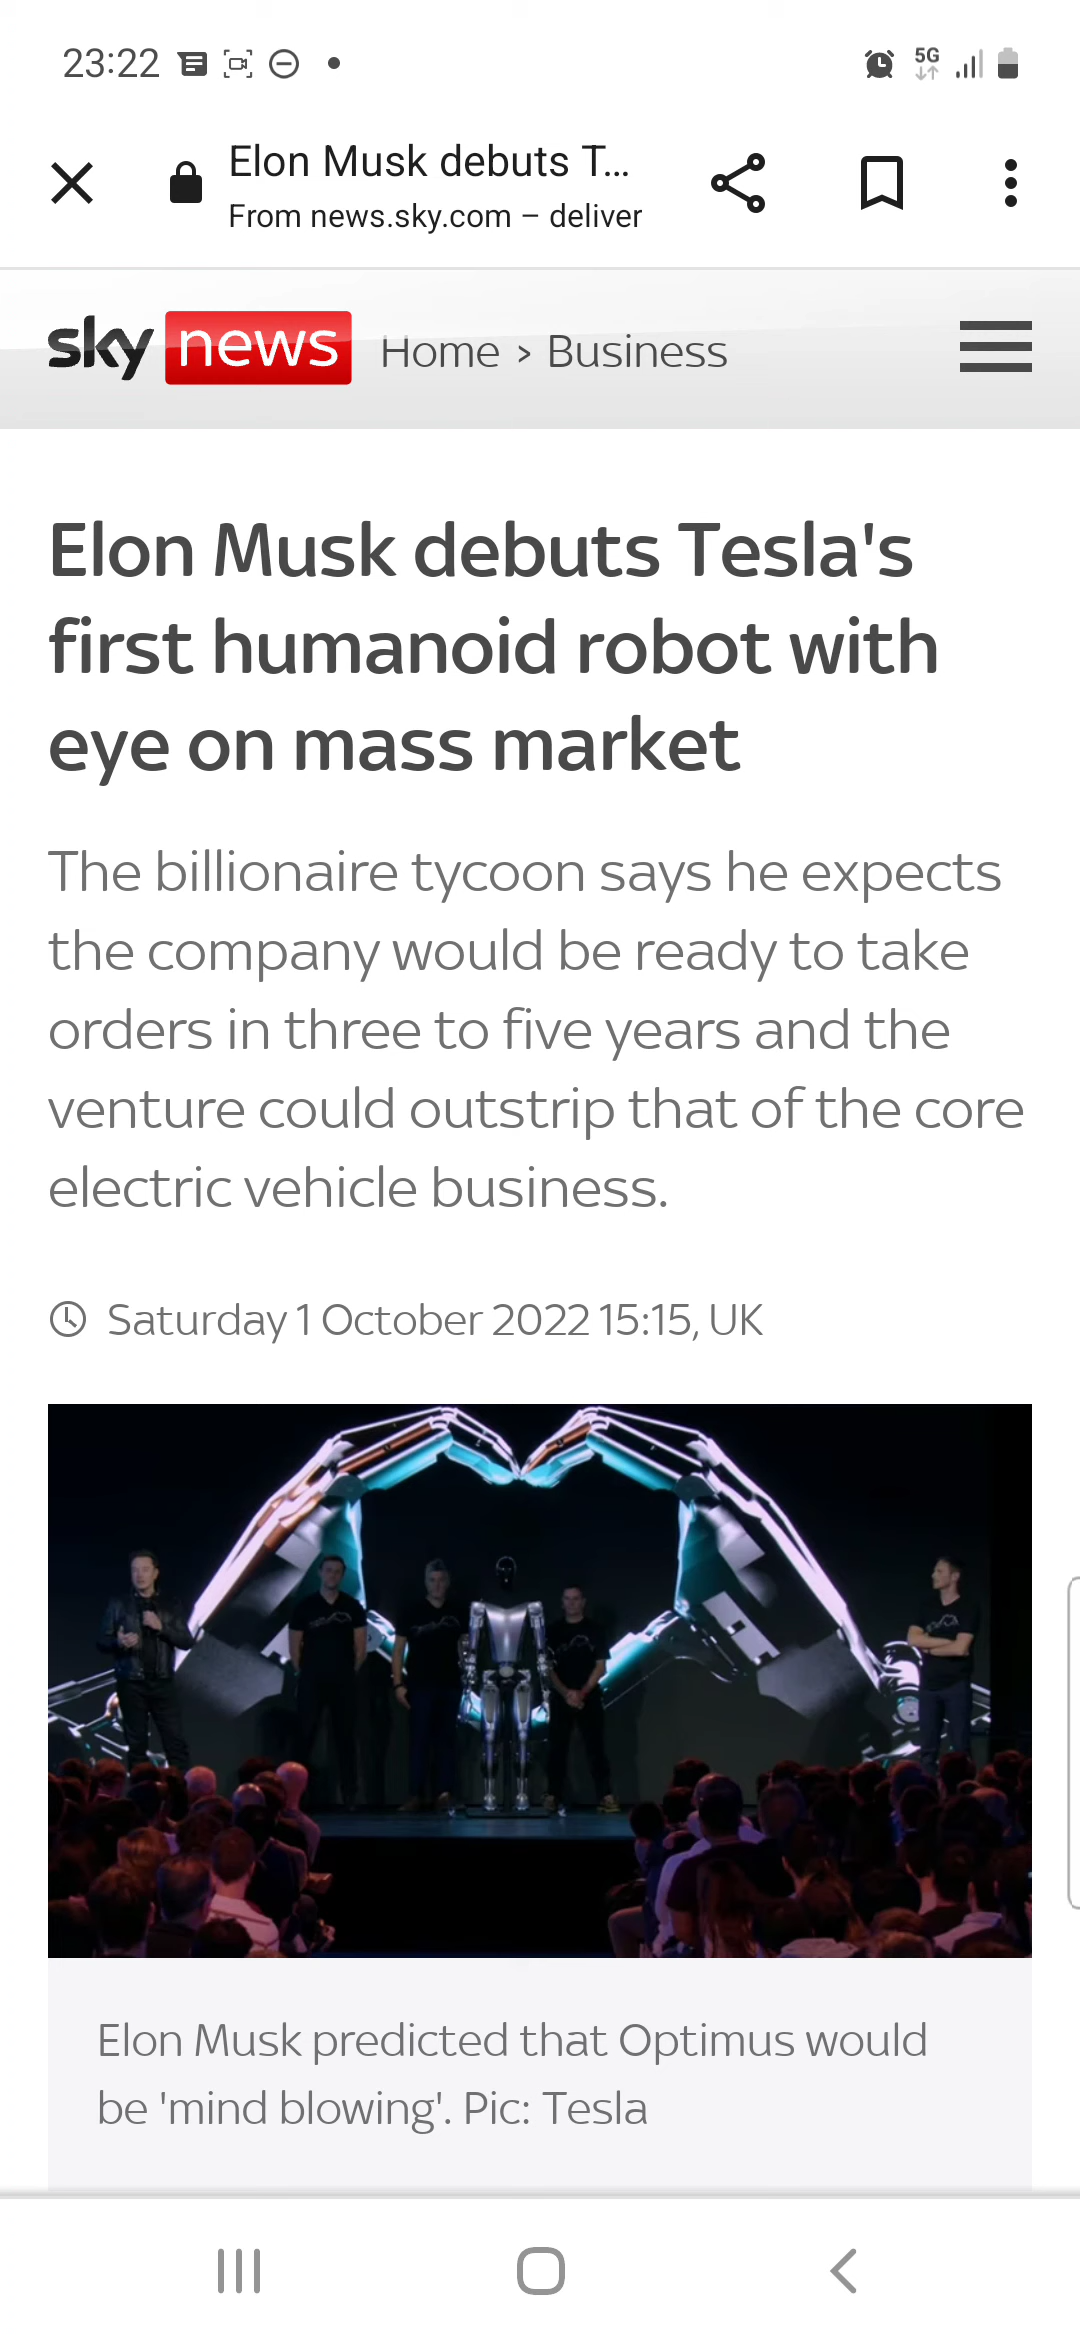 23:22
5G
Elon Musk debuts T...
From news.sky.com – deliver
sky news Home > Business
Elon Musk debuts Tesla's
first humanoid robot with
eye on mass market
The billionaire tycoon says he expects
the company would be ready to take
orders in three to five years and the
venture could outstrip that of the core
electric vehicle business.
Saturday 1 October 2022 15:15, UK
Elon Musk predicted that Optimus would
be 'mind blowing'. Pic: Tesla